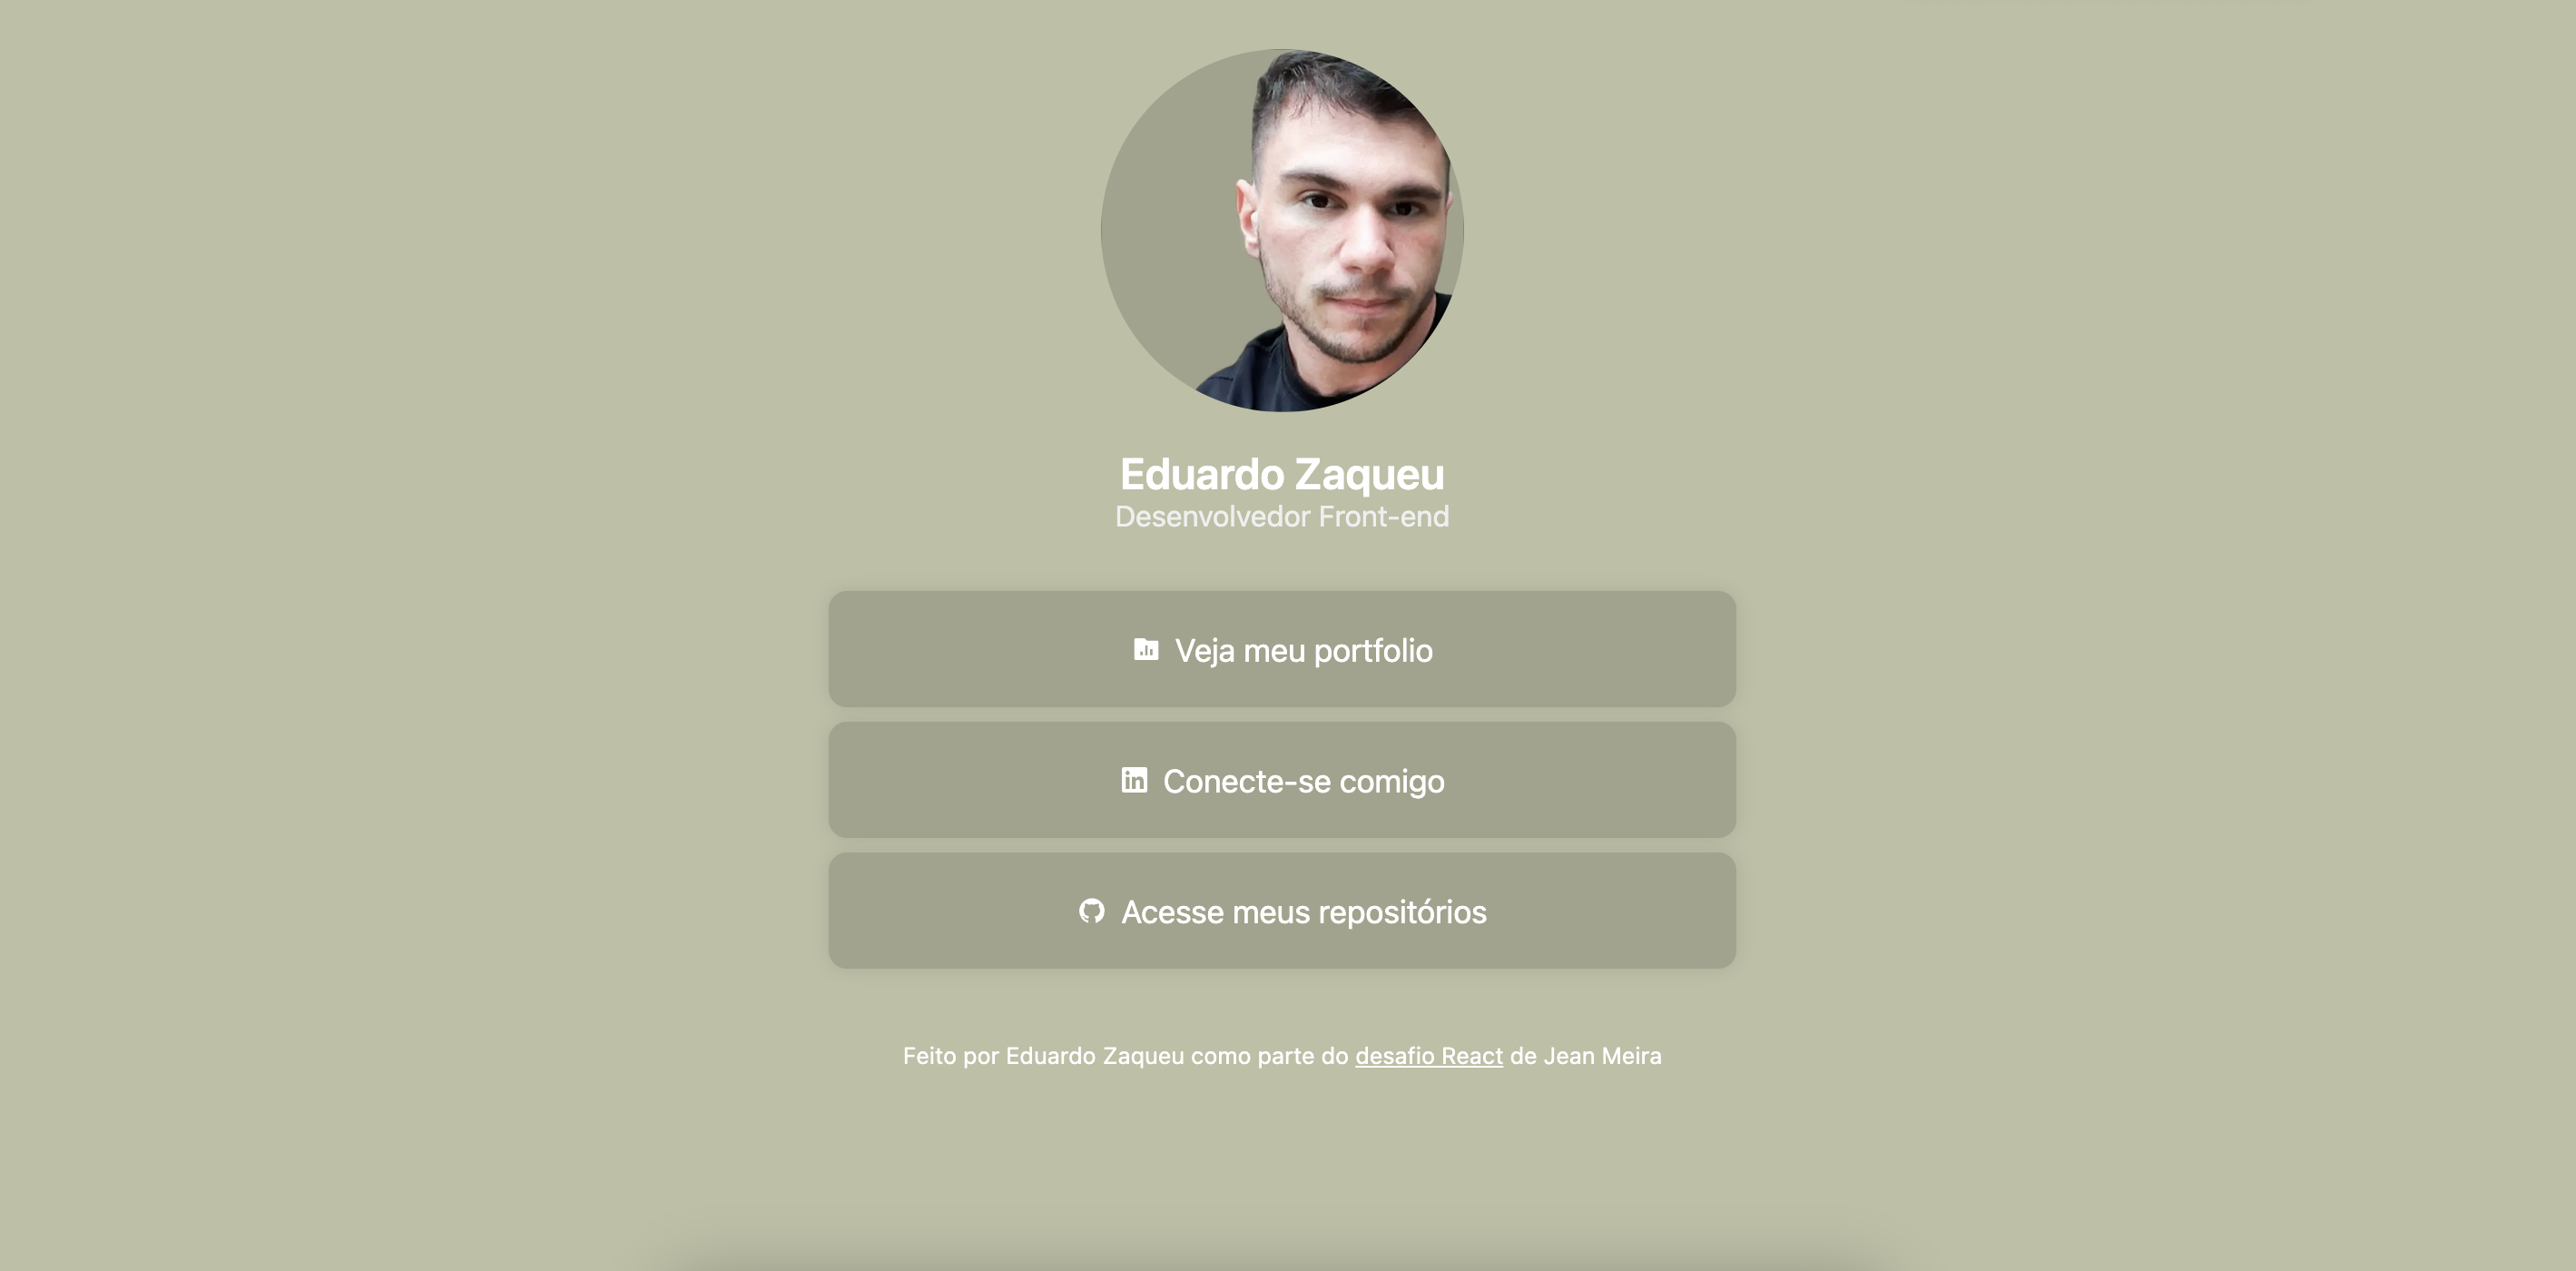 Eduardo Zaqueu
Desenvolvedor Front-end
Veja meu portfolio
in Conecte-se comigo
Acesse meus repositórios
Feito por Eduardo Zaqueu como parte do desafio React de Jean Meira